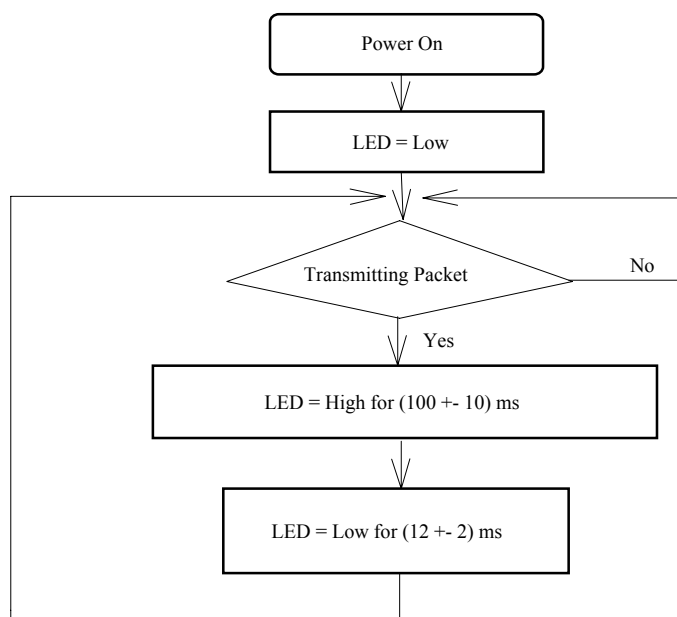 Power On
LED = Low
Transmitting Packet
No
Yes
LED = High for (100 +- 10) ms
LED = Low for (12 +- 2) ms